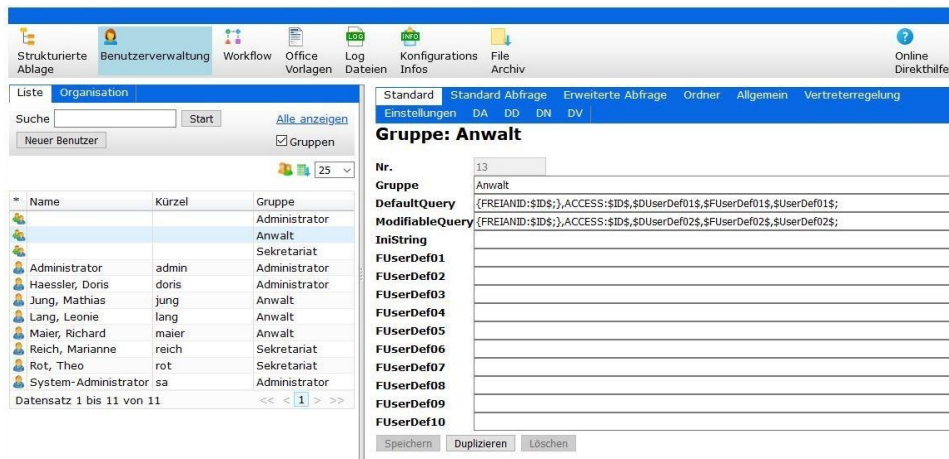 Strukturierte Ablage
Benutzerverwaltung
Workflow
Office Vorlagen
LOG
Log Dateien
INFO
Konfigurations Infos
File Archiv
?
Online Direkthilfe
Liste Organisation
Suche Start Alle anzeigen
Neuer Benutzer Gruppen
25
* Name Kürzel Gruppe
Administrator
Anwalt
Sekretariat
Administrator admin Administrator
Haessler, Doris doris Administrator
Jung, Mathias jung Anwalt
Lang, Leonie lang Anwalt
Maier, Richard maier Anwalt
Reich, Marianne reich Sekretariat
Rot, Theo rot Sekretariat
System-Administrator sa Administrator
Datensatz 1 bis 11 von 11 << < 1 > >>
Standard Standard Abfrage Erweiterte Abfrage Ordner Allgemein Vertreterregelung
Einstellungen DA DD DN DV
Gruppe: Anwalt
Nr. 13
Gruppe Anwalt
DefaultQuery {FREIANID:$ID$;},ACCESS:$ID$,$DUserDef01$,$FUserDef01$,$UserDef01$;
ModifiableQuery {FREIANID:$ID$;},ACCESS:$ID$,$DUserDef02$,$FUserDef02$,$UserDef02$;
IniString
FUserDef01
FUserDef02
FUserDef03
FUserDef04
FUserDef05
FUserDef06
FUserDef07
FUserDef08
FUserDef09
FUserDef10
Speichern Duplizieren Löschen